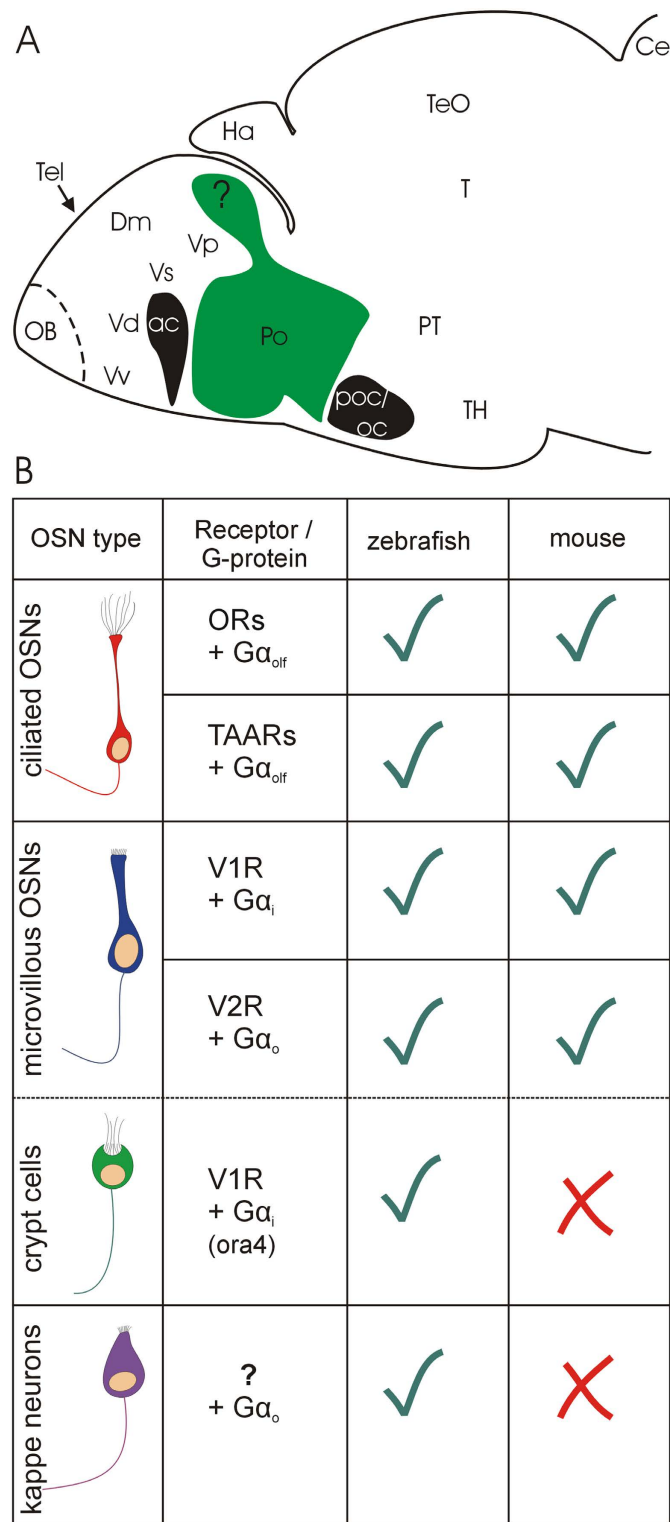 A
Ce
TeO
Ha
Tel
T
?
Dm
Vp
Vs
OB
Vd
ac
Po
PT
Vv
poc/
oc
TH
B
OSN type
Receptor /
G-protein
zebrafish
mouse
ciliated OSNs
ORs
+ Gαolf
TAARs
+ Gαolf
microvillous OSNs
V1R
+ Gαi
V2R
+ Gαo
crypt cells
V1R
+ Gαi
(ora4)
kappe neurons
?
+ Gαo